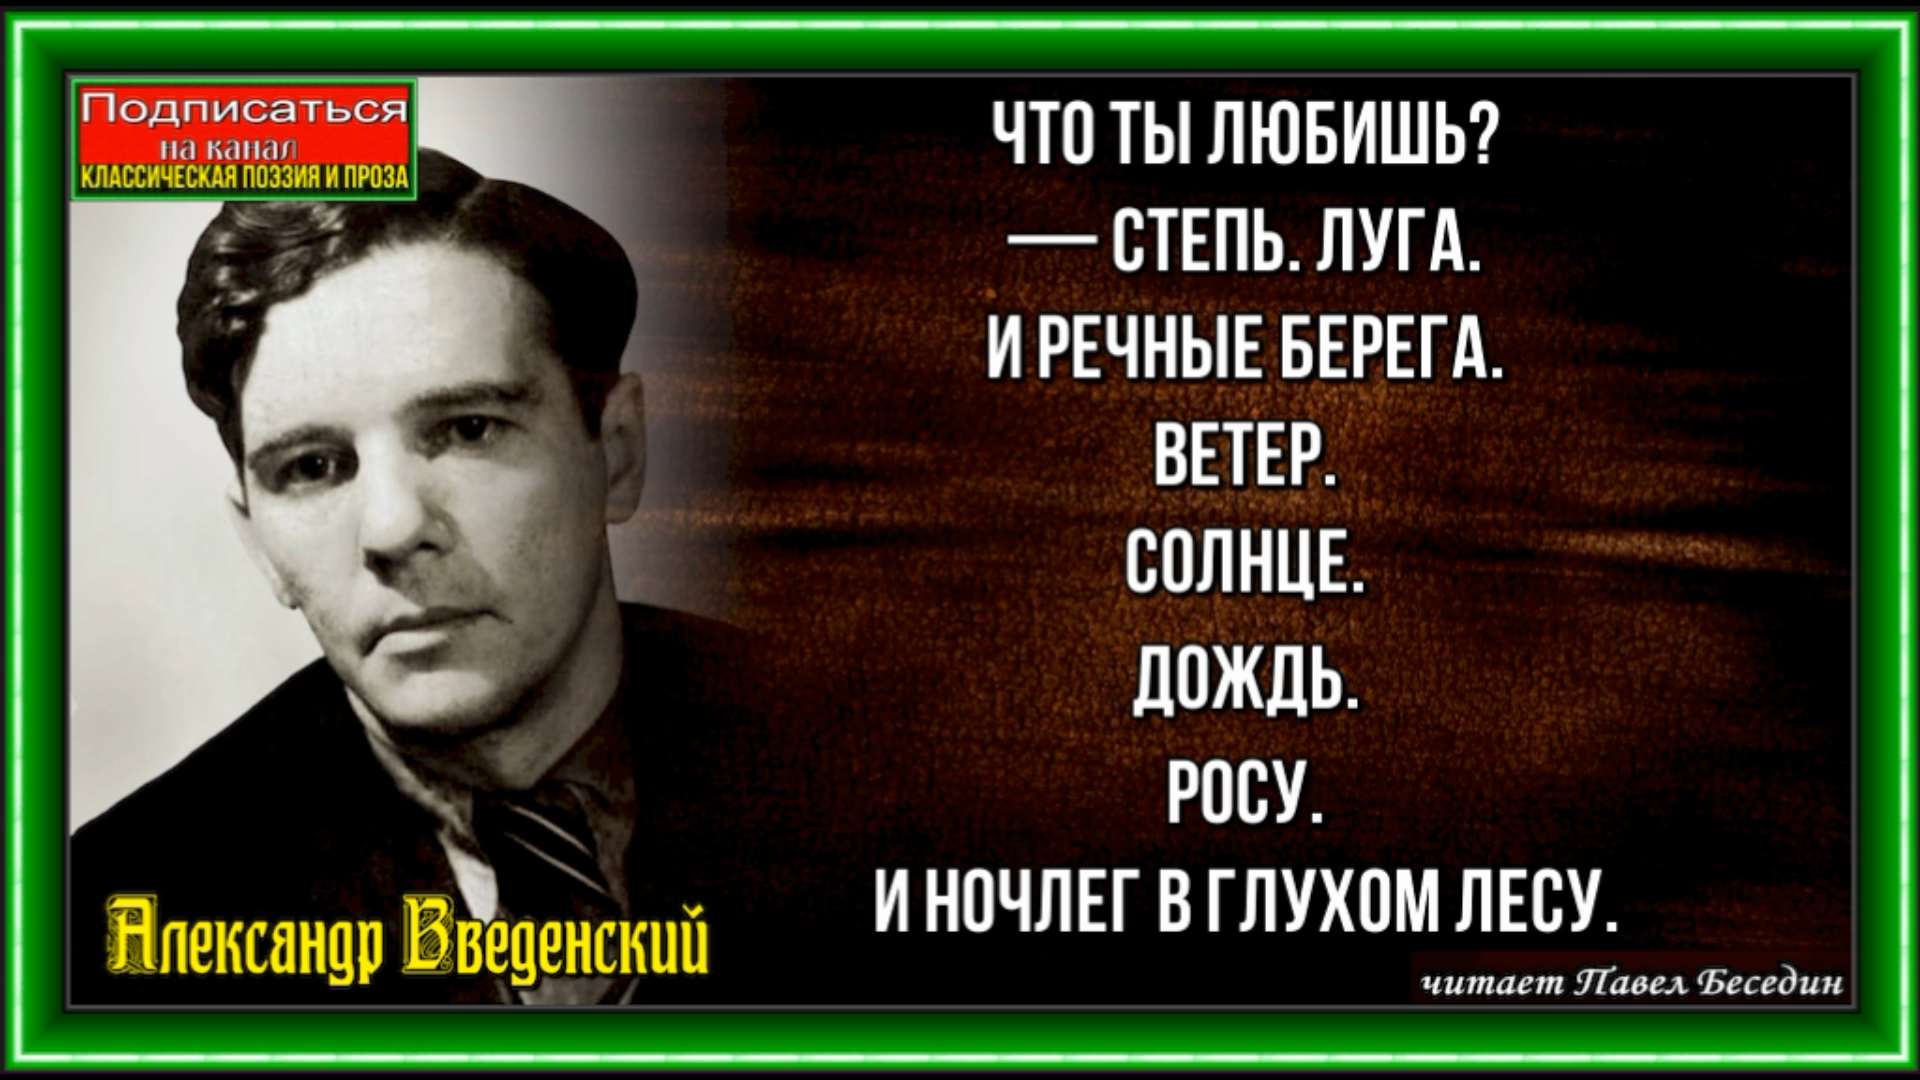 Подписаться
на канал
КЛАССИЧЕСКАЯ ПОЭЗИЯ И ПРОЗА
ЧТО ТЫ ЛЮБИШЬ?
— СТЕПЬ. ЛУГА.
И РЕЧНЫЕ БЕРЕГА.
ВЕТЕР.
СОЛНЦЕ.
ДОЖДЬ.
РОСУ.
И НОЧЛЕГ В ГЛУХОМ ЛЕСУ.
Александр Введенский
читает Павел Беседин